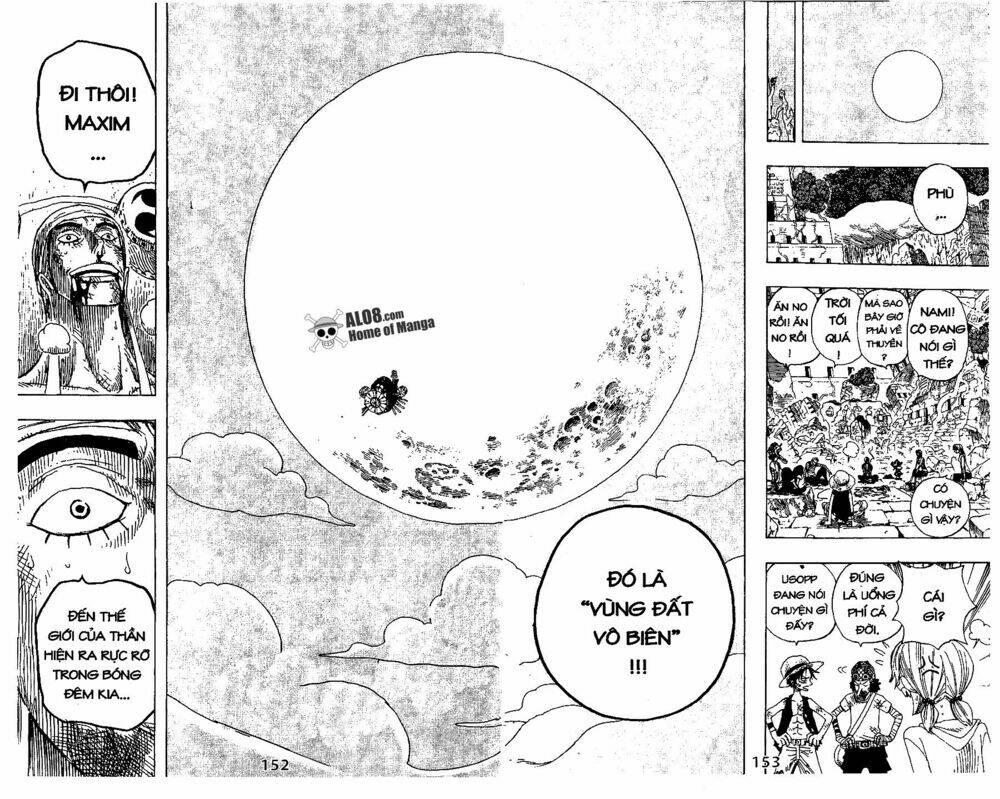 ĐI THÔI!
MAXIM
...
ĐẾN THẾ
GIỚI CỦA THẦN
HIỆN RA RỰC RỠ
TRONG BÓNG
ĐÊM KIA...
AL08.com
Home of Manga
ĐÓ LÀ
“VÙNG ĐẤT
VÔ BIÊN”
!!!
152
PHÙ
...
NAMI!
CÔ ĐANG
NÓI GÌ
THẾ?
MÀ SAO
BÂY GIỜ
PHẢI VỀ
THUYỀN
?
TRỜI
TỐI
QUÁ
!
ĂN NO
RỒI! ĂN
NO RỒI
!
CÓ
CHUYỆN
GÌ VẬY?
CÁI
GÌ?
ĐÚNG
LÀ UỔNG
PHÍ CẢ
ĐỜI.
USOPP
ĐANG NÓI
CHUYỆN GÌ
ĐẤY?
153